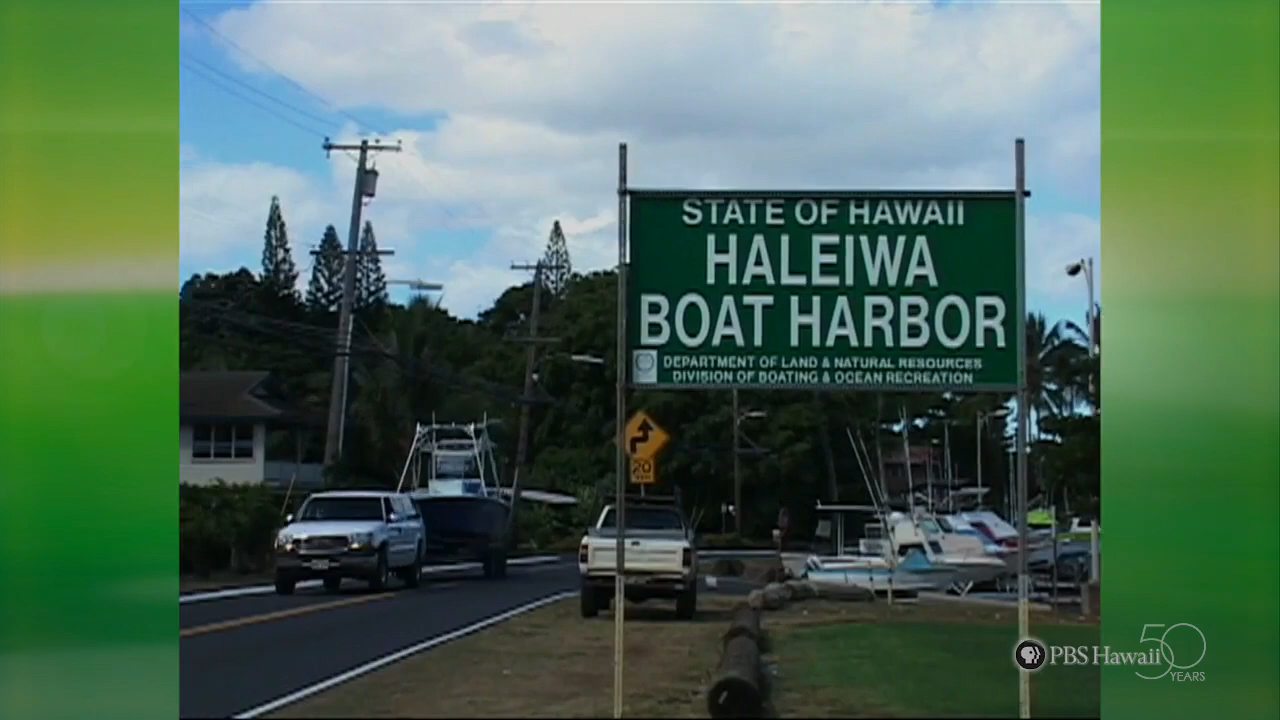 STATE OF HAWAII
HALEIWA
BOAT HARBOR
DEPARTMENT OF LAND & NATURAL RESOURCES
DIVISION OF BOATING & OCEAN RECREATION
20
PBS Hawaii 50
YEARS